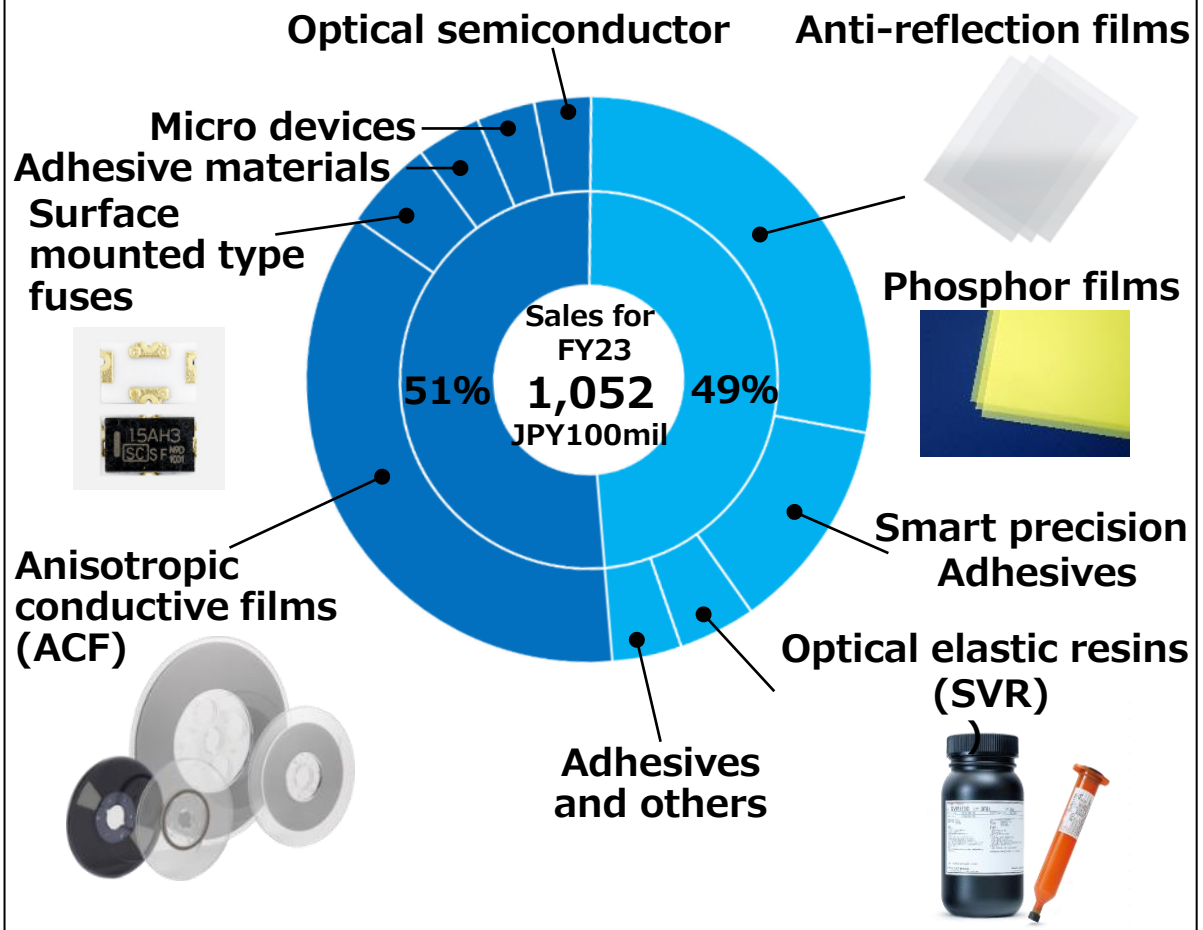 Optical semiconductor
Anti-reflection films
Micro devices
Adhesive materials
Surface
mounted type
fuses
Phosphor films
Sales for
FY23
1,052
JPY100mil
51%
49%
15AH3
SC SF
Smart precision
Adhesives
Anisotropic
conductive films
(ACF)
Optical elastic resins
(SVR)
)
Adhesives
and others